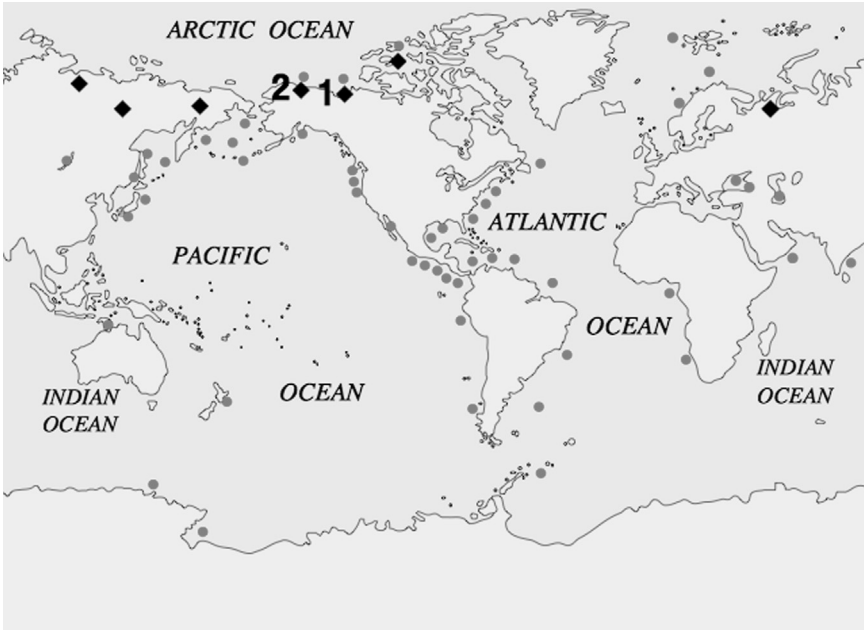 ARCTIC OCEAN
2 1
ATLANTIC
PACIFIC
OCEAN
INDIAN
OCEAN
OCEAN
INDIAN
OCEAN